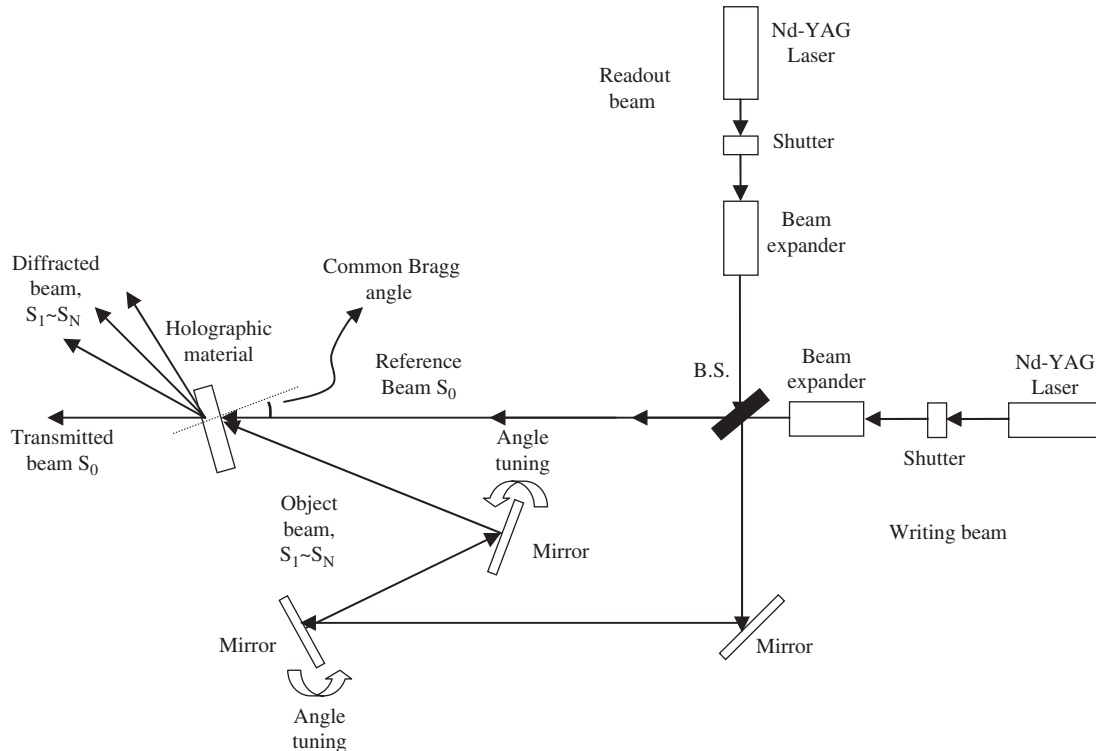 Nd-YAG
Laser
Readout
beam
Shutter
Beam
expander
Diffracted
beam,
S₁~S_N
Common Bragg
angle
Holographic
material
Reference
Beam S₀
B.S.
Beam
expander
Nd-YAG
Laser
Transmitted
beam S₀
Angle
tuning
Shutter
Object
beam,
S₁~S_N
Mirror
Writing beam
Mirror
Mirror
Angle
tuning